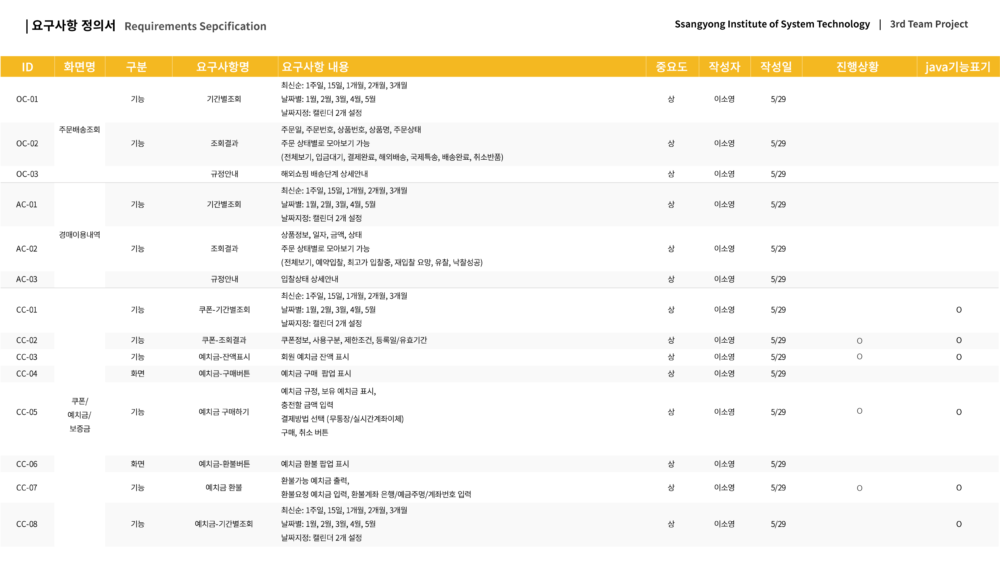 | 요구사항 정의서 Requirements Sepcification
Ssangyong Institute of System Technology | 3rd Team Project
ID 화면명 구분 요구사항명 요구사항 내용 중요도 작성자 작성일 진행상황 java기능표기
최신순: 1주일, 15일, 1개월, 2개월, 3개월
OC-01 기능 기간별조회 날짜별: 1월, 2월, 3월, 4월, 5월 상 이소영 5/29
날짜지정: 캘린더 2개 설정
주문배송조회 주문일, 주문번호, 상품번호, 상품명, 주문상태
OC-02 기능 조회결과 주문 상태별로 모아보기 가능 상 이소영 5/29
(전체보기, 입금대기, 결제완료, 해외배송, 국제특송, 배송완료, 취소반품)
OC-03 규정안내 해외쇼핑 배송단계 상세안내 상 이소영 5/29
최신순: 1주일, 15일, 1개월, 2개월, 3개월
AC-01 기능 기간별조회 날짜별: 1월, 2월, 3월, 4월, 5월 상 이소영 5/29
날짜지정: 캘린더 2개 설정
경매이용내역 상품정보, 일자, 금액, 상태
AC-02 기능 조회결과 주문 상태별로 모아보기 가능 상 이소영 5/29
(전체보기, 예약입찰, 최고가 입찰중, 재입찰 요망, 유찰, 낙찰성공)
AC-03 규정안내 입찰상태 상세안내 상 이소영 5/29
최신순: 1주일, 15일, 1개월, 2개월, 3개월
CC-01 기능 쿠폰-기간별조회 날짜별: 1월, 2월, 3월, 4월, 5월 상 이소영 5/29 O
날짜지정: 캘린더 2개 설정
CC-02 기능 쿠폰-조회결과 쿠폰정보, 사용구분, 제한조건, 등록일/유효기간 상 이소영 5/29 O O
CC-03 기능 예치금-잔액표시 회원 예치금 잔액 표시 상 이소영 5/29 O O
CC-04 화면 예치금-구매버튼 예치금 구매 팝업 표시 상 이소영 5/29
예치금 규정, 보유 예치금 표시,
쿠폰/
충전할 금액 입력
CC-05 예치금/ 기능 예치금 구매하기 상 이소영 5/29 O O
결제방법 선택 (무통장/실시간계좌이체)
보증금
구매, 취소 버튼
CC-06 화면 예치금-환불버튼 예치금 환불 팝업 표시 상 이소영 5/29
환불가능 예치금 출력,
CC-07 기능 예치금 환불 상 이소영 5/29 O O
환불요청 예치금 입력, 환불계좌 은행/예금주명/계좌번호 입력
최신순: 1주일, 15일, 1개월, 2개월, 3개월
CC-08 기능 예치금-기간별조회 날짜별: 1월, 2월, 3월, 4월, 5월 상 이소영 5/29 O
날짜지정: 캘린더 2개 설정